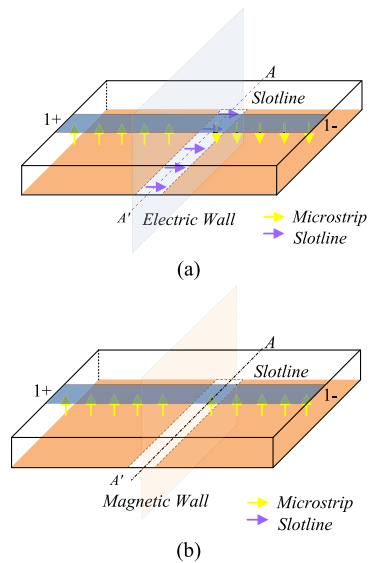 A
Slotline
1+
1-
A'
Electric Wall
Microstrip
Slotline
(a)
A
Slotline
1+
1-
A'
Magnetic Wall
Microstrip
Slotline
(b)